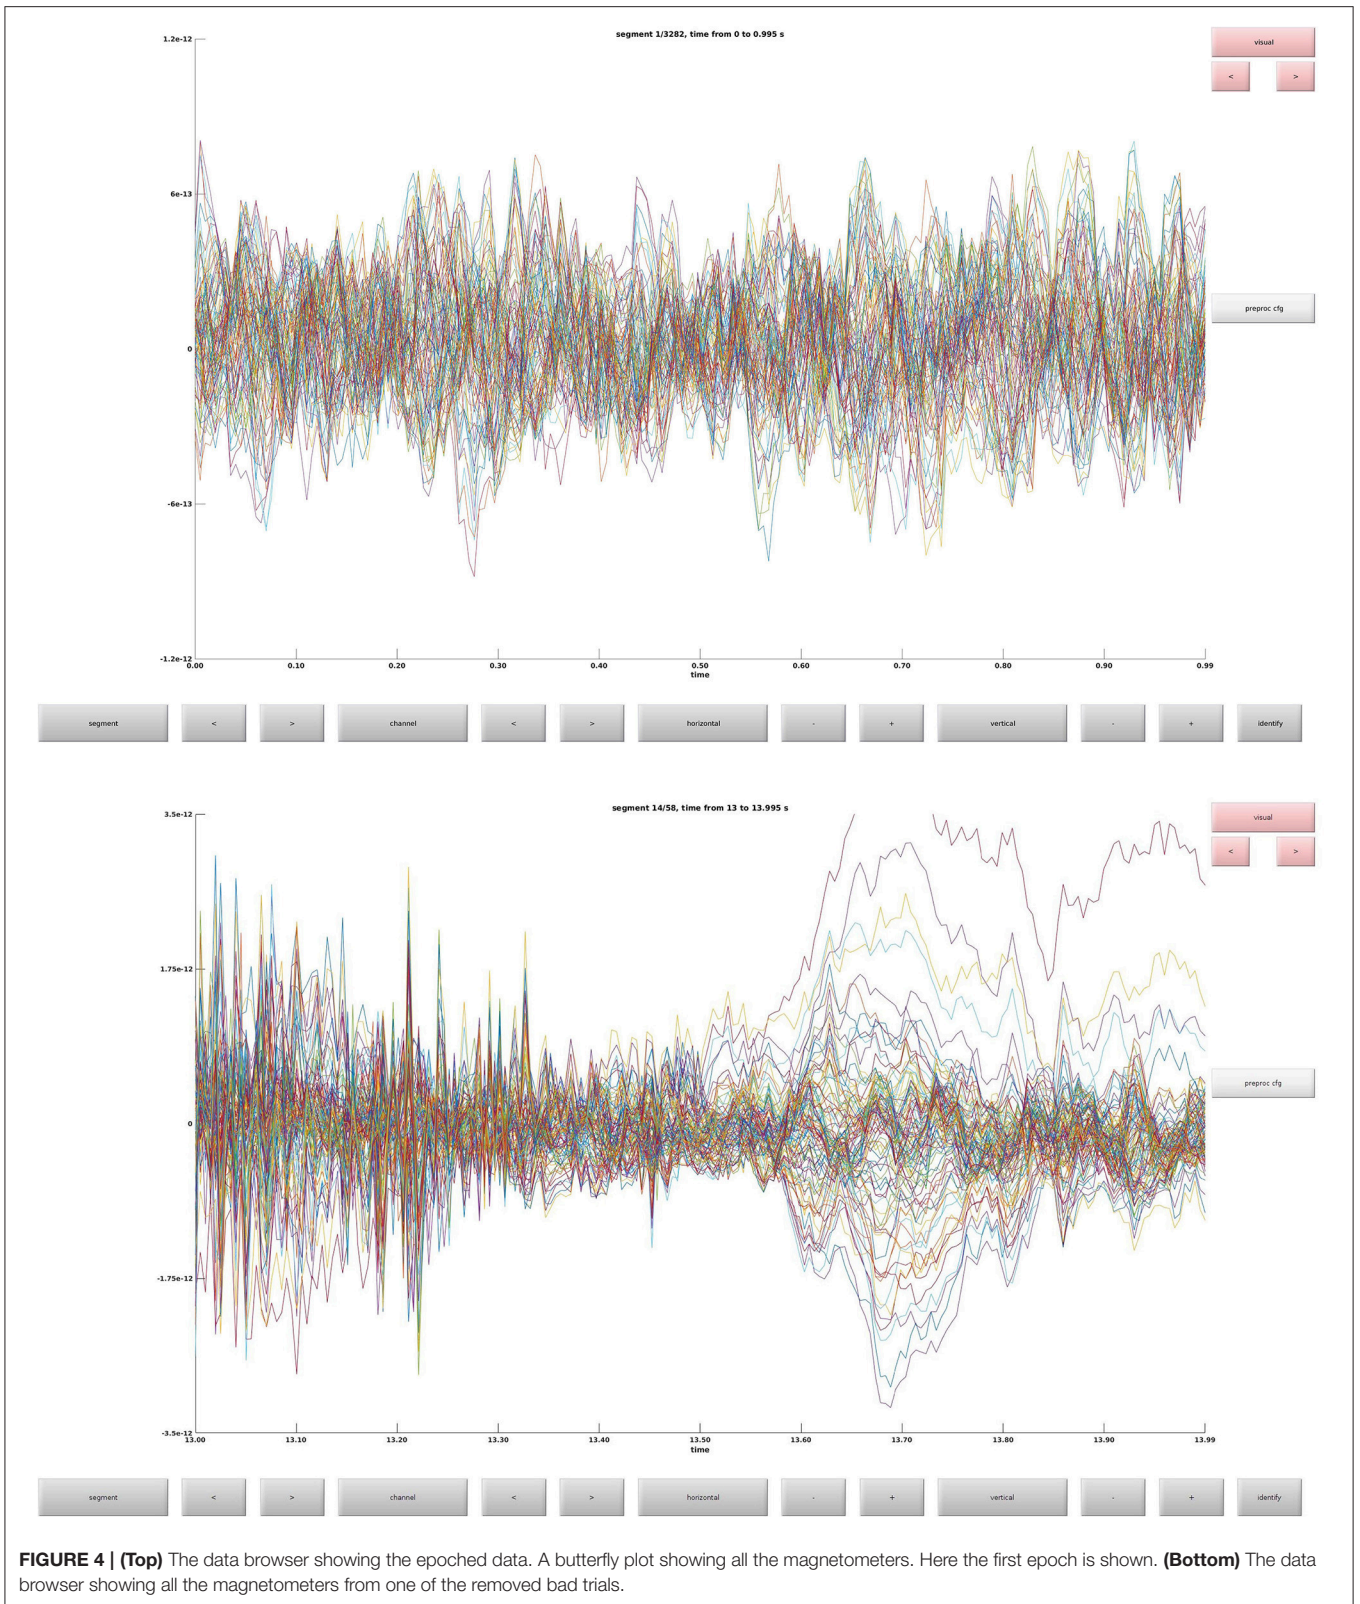 segment 1/3282, time from 0 to 0.995 s
visual
< >
1.2e-12
6e-13
0
-6e-13
-1.2e-12
preproc cfg
0.00 0.10 0.20 0.30 0.40 0.50 0.60 0.70 0.80 0.90 0.99
time
segment < > channel < > horizontal - + vertical - + identify
segment 14/58, time from 13 to 13.995 s
visual
< >
3.5e-12
1.75e-12
0
-1.75e-12
-3.5e-12
preproc cfg
13.00 13.10 13.20 13.30 13.40 13.50 13.60 13.70 13.80 13.90 13.99
time
segment < > channel < > horizontal - + vertical - + identify
FIGURE 4 | (Top) The data browser showing the epoched data. A butterfly plot showing all the magnetometers. Here the first epoch is shown. (Bottom) The data
browser showing all the magnetometers from one of the removed bad trials.